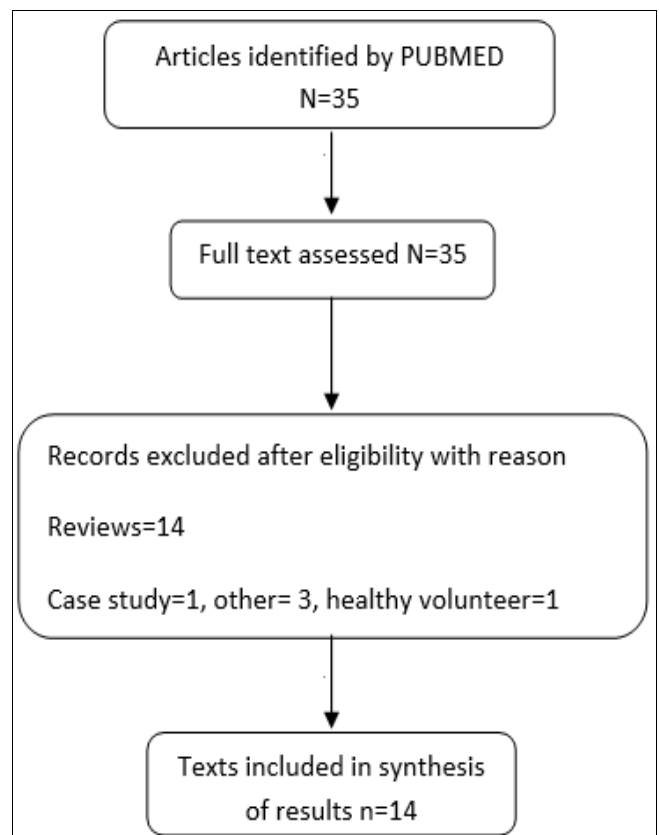 Articles identified by PUBMED
N=35
Full text assessed N=35
Records excluded after eligibility with reason
Reviews=14
Case study=1, other= 3, healthy volunteer=1
Texts included in synthesis
of results n=14